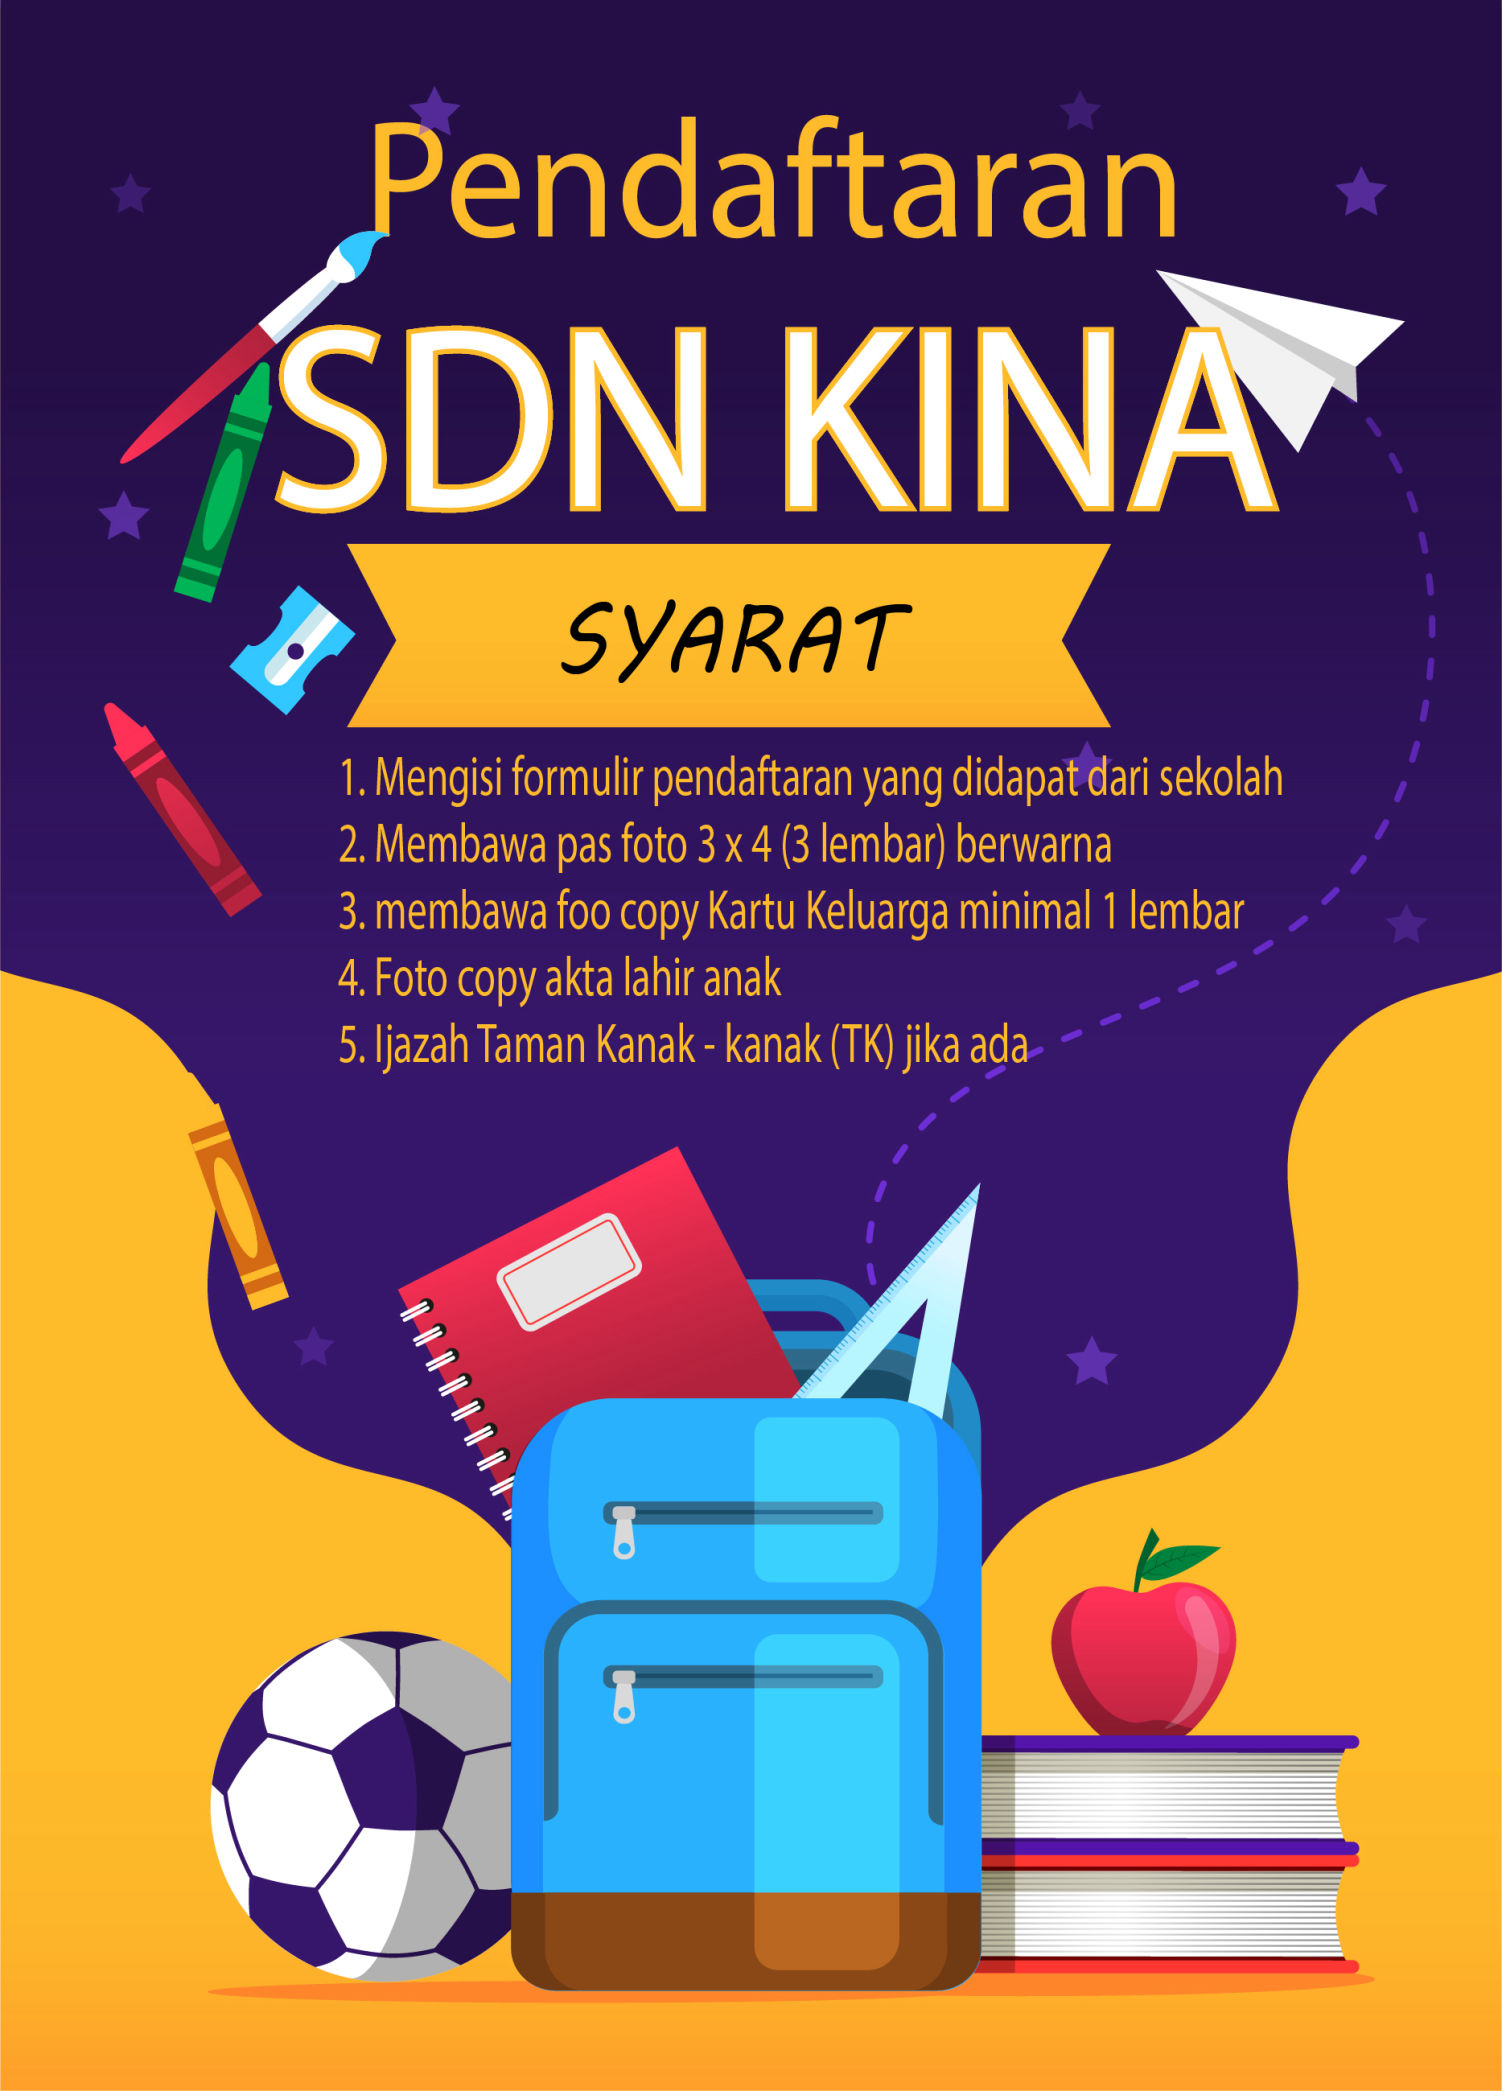 Pendaftaran
SDN KINA
SYARAT
1. Mengisi formulir pendaftaran yang didapat dari sekolah
2. Membawa pas foto 3 x 4 (3 lembar) berwarna
3. membawa foo copy Kartu Keluarga minimal 1 lembar
4. Foto copy akta lahir anak
5. Ijazah Taman Kanak - kanak (TK) jika ada